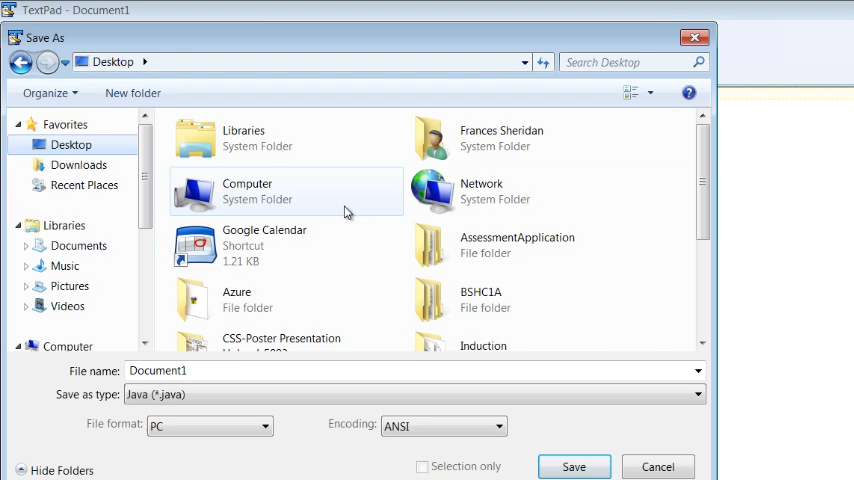 TextPad - Document1
Save As
Desktop
Search Desktop
Organize
New folder
Favorites
Desktop
Downloads
Recent Places
Libraries
Documents
Music
Pictures
Videos
Computer
Libraries
System Folder
Frances Sheridan
System Folder
Computer
System Folder
Network
System Folder
Google Calendar
Shortcut
1.21 KB
AssessmentApplication
File folder
Azure
File folder
BSHC1A
File folder
CSS-Poster Presentation
Induction
File name:
Document1
Save as type:
Java (*.java)
File format:
PC
Encoding:
ANSI
Hide Folders
Selection only
Save
Cancel